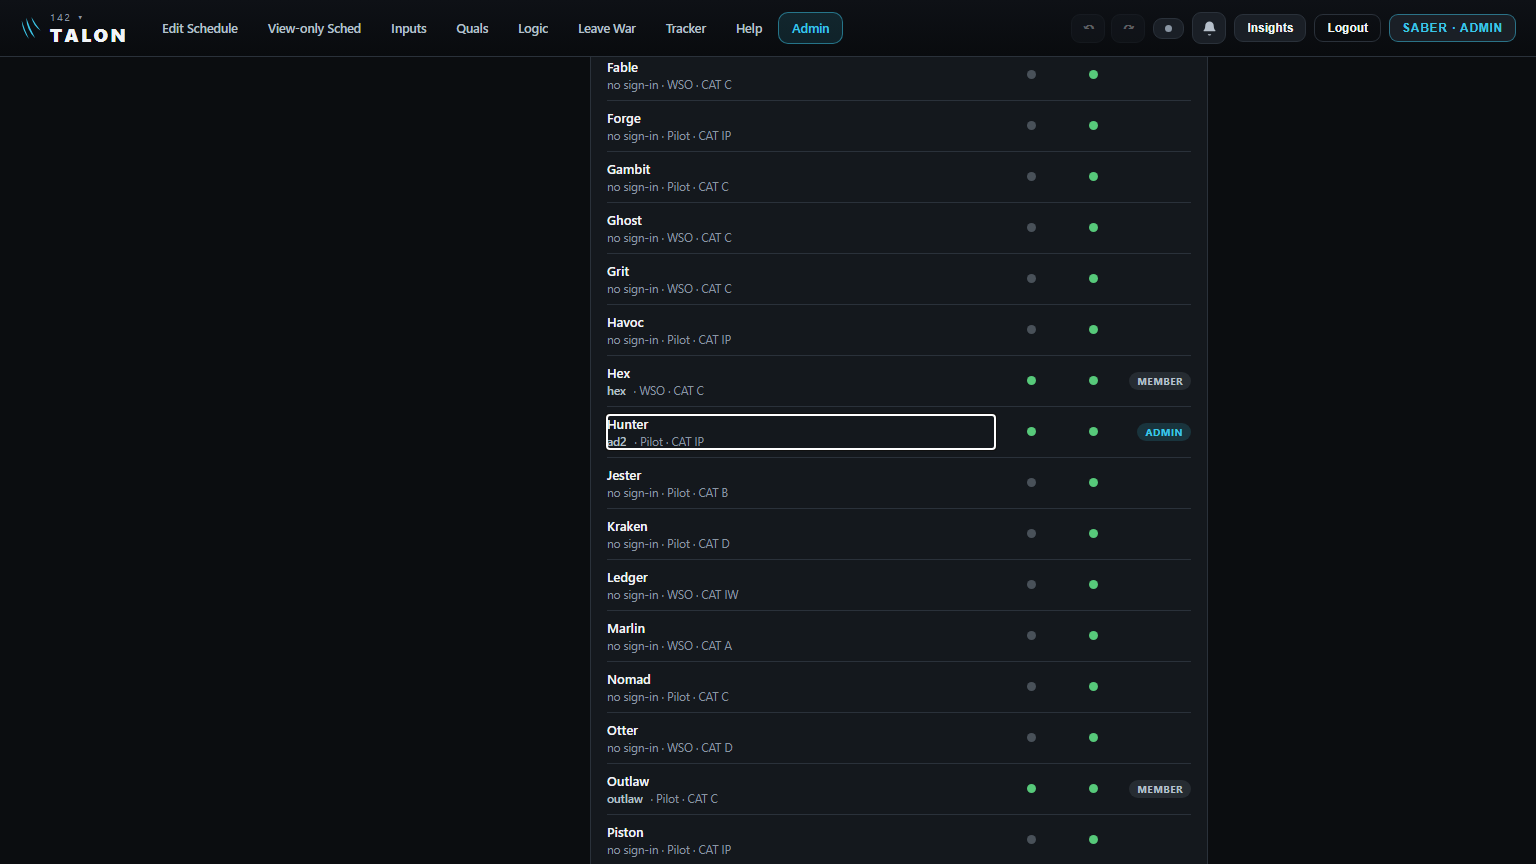 142 ▾
TALON
Edit Schedule
View-only Sched
Inputs
Quals
Logic
Leave War
Tracker
Help
Admin
Insights
Logout
SABER · ADMIN
Fable
no sign-in · WSO · CAT C
Forge
no sign-in · Pilot · CAT IP
Gambit
no sign-in · Pilot · CAT C
Ghost
no sign-in · WSO · CAT C
Grit
no sign-in · WSO · CAT C
Havoc
no sign-in · Pilot · CAT IP
Hex
hex · WSO · CAT C
MEMBER
Hunter
ad2 · Pilot · CAT IP
ADMIN
Jester
no sign-in · Pilot · CAT B
Kraken
no sign-in · Pilot · CAT D
Ledger
no sign-in · WSO · CAT IW
Marlin
no sign-in · WSO · CAT A
Nomad
no sign-in · Pilot · CAT C
Otter
no sign-in · WSO · CAT D
Outlaw
outlaw · Pilot · CAT C
MEMBER
Piston
no sign-in · Pilot · CAT IP